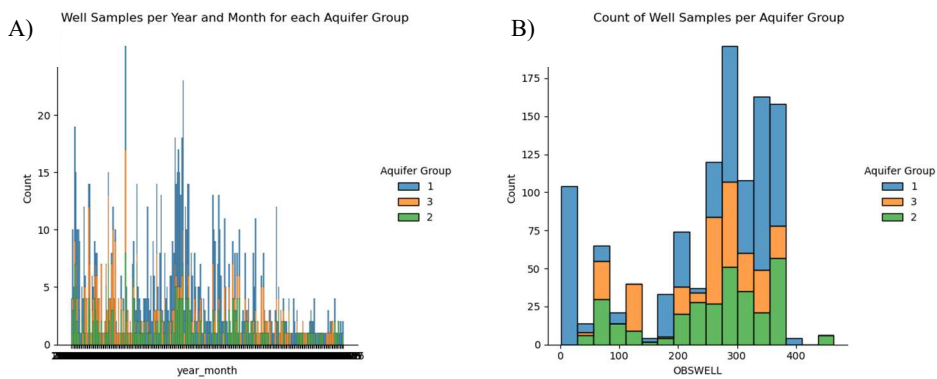 A)
Well Samples per Year and Month for each Aquifer Group
20
15
10
5
0
Count
year_month
Aquifer Group
1
3
2
B)
Count of Well Samples per Aquifer Group
175
150
125
100
75
50
25
0
Count
0 100 200 300 400
OBSWELL
Aquifer Group
1
3
2